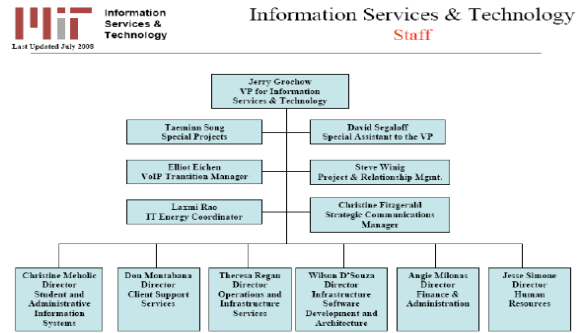 MIT
Information
Services &
Technology
Last Updated July 2008
Information Services & Technology
Staff
Jerry Grochow
VP for Information
Services & Technology
Taemian Song
Special Projects
David Segaloff
Special Assistant to the VP
Elliot Eichen
VoIP Transition Manager
Steve Winig
Project & Relationship Mgmt.
Laxmi Rao
IT Energy Coordinator
Christine Fitzgerald
Strategic Communications
Manager
Christine Meholic
Director
Student and
Administrative
Information
Systems
Don Montabana
Director
Client Support
Services
Theresa Regan
Director
Operations and
Infrastructure
Services
Wilson D'Souza
Director
Infrastructure
Software
Development and
Architecture
Angie Milonas
Director
Finance &
Administration
Jesse Simone
Director
Human
Resources